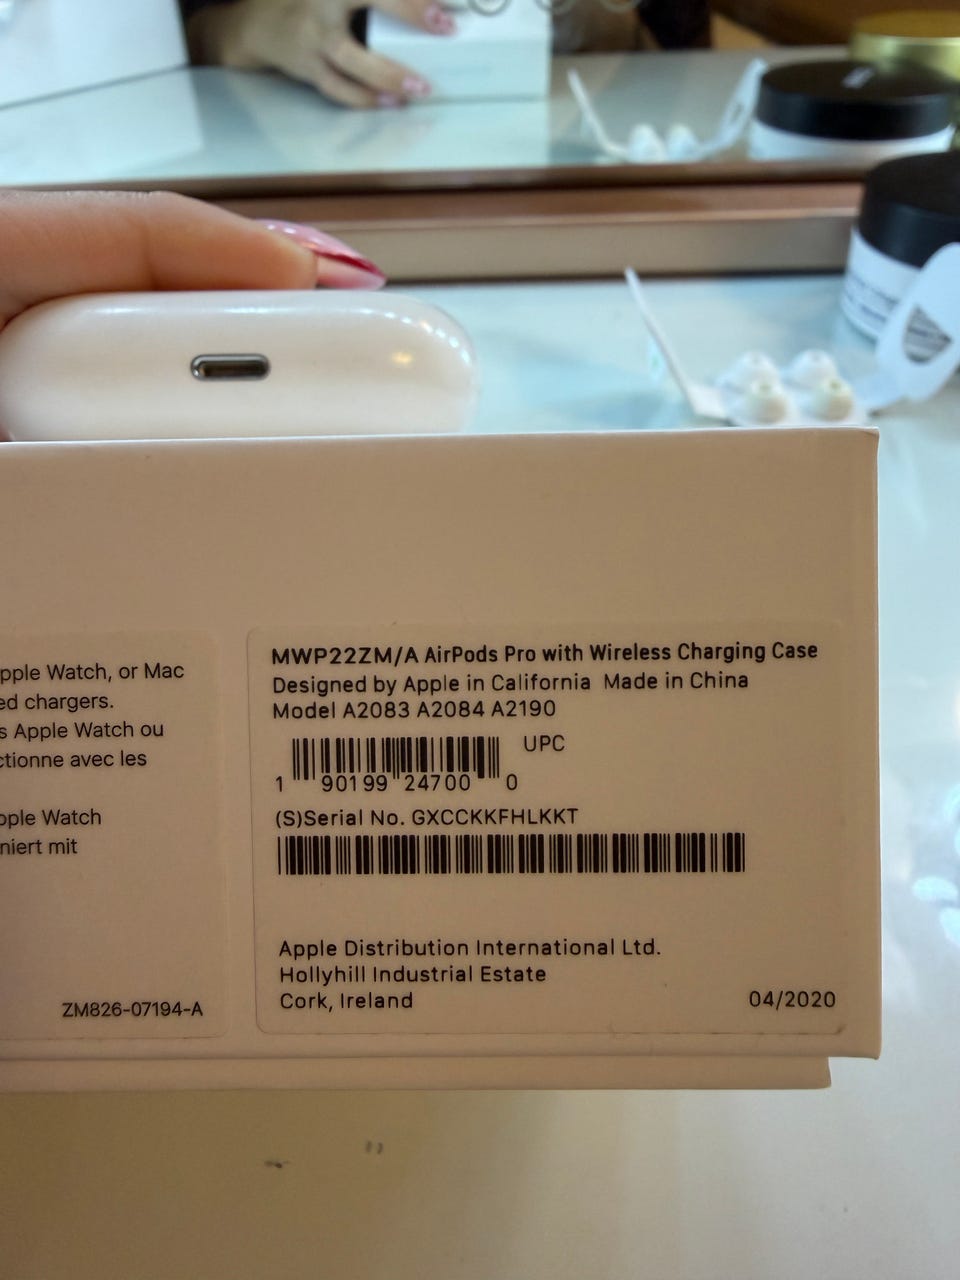 pple Watch, or Mac
ed chargers.
s Apple Watch ou
ctionne avec les
pple Watch
niert mit
ZM826-07194-A
MWP22ZM/A AirPods Pro with Wireless Charging Case
Designed by Apple in California Made in China
Model A2083 A2084 A2190
UPC
1 90199 24700 0
(S)Serial No. GXCCKKFHLKKT
Apple Distribution International Ltd.
Hollyhill Industrial Estate
Cork, Ireland
04/2020